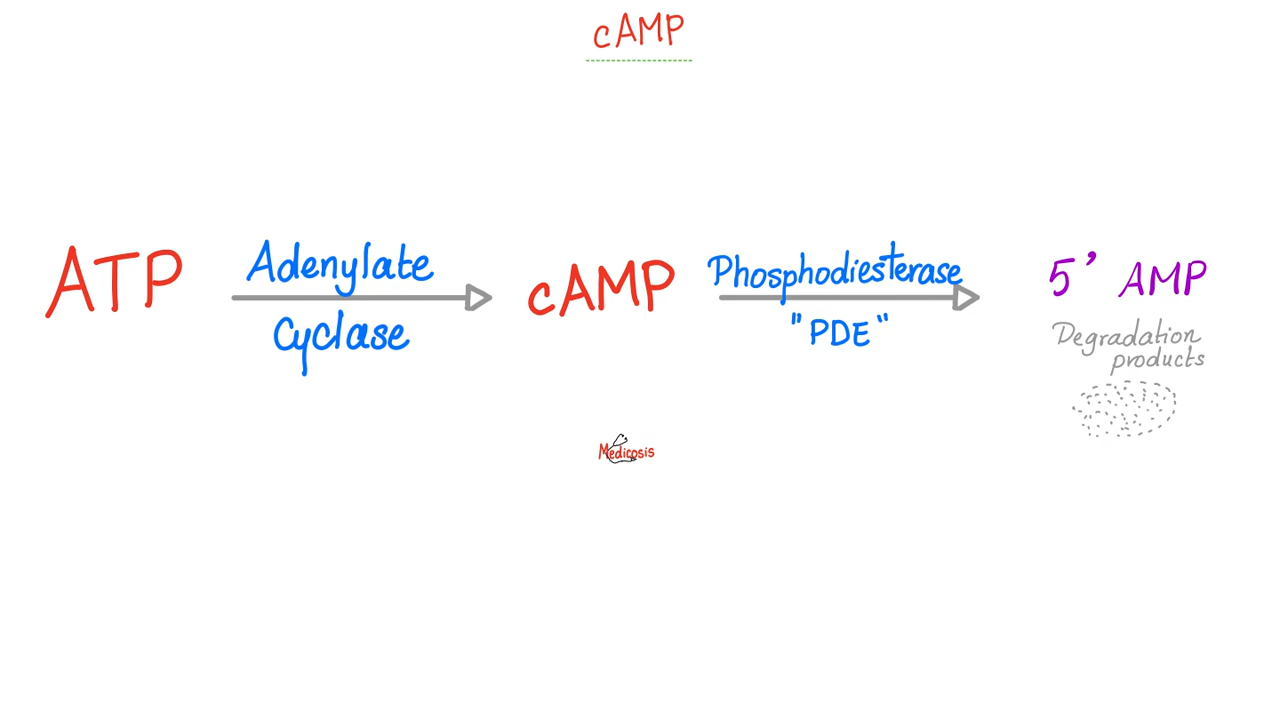 cAMP
ATP
Adenylate
Cyclase
cAMP
Phosphodiesterase
"PDE"
5' AMP
Degradation
products
Medicosis